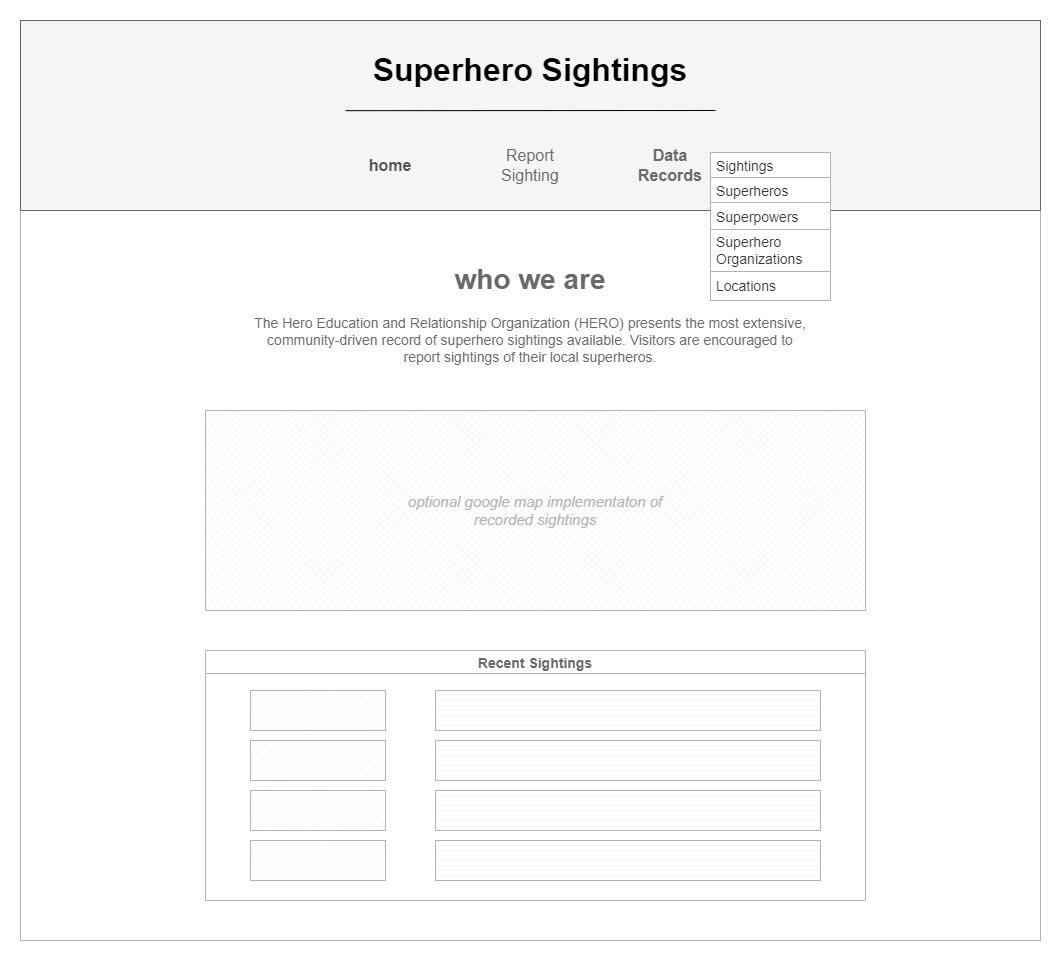 Superhero Sightings
home
Report
Sighting
Data
Records
Sightings
Superheros
Superpowers
Superhero
Organizations
Locations
who we are
The Hero Education and Relationship Organization (HERO) presents the most extensive,
community-driven record of superhero sightings available. Visitors are encouraged to
report sightings of their local superheros.
optional google map implementaton of
recorded sightings
Recent Sightings